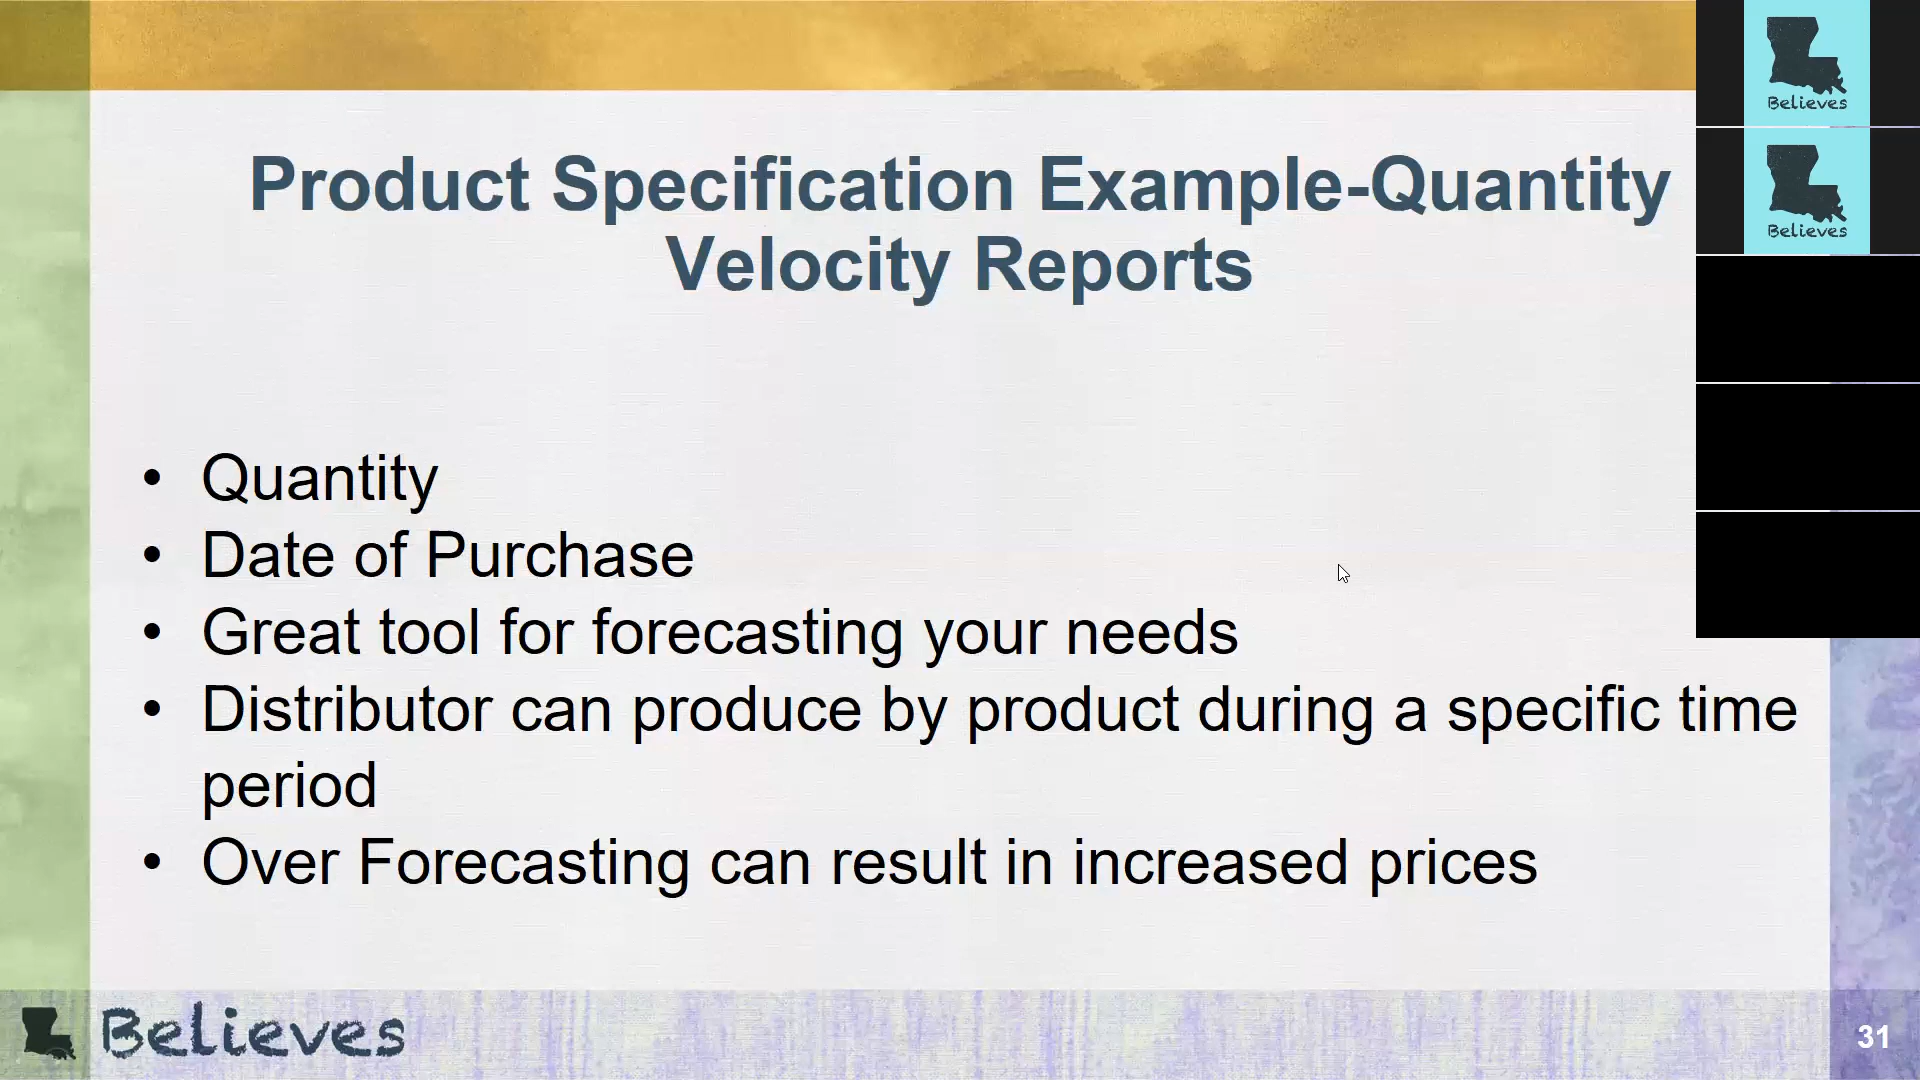 Believes
Believes
Product Specification Example-Quantity
Velocity Reports
• Quantity
• Date of Purchase
• Great tool for forecasting your needs
• Distributor can produce by product during a specific time
period
• Over Forecasting can result in increased prices
Believes
31